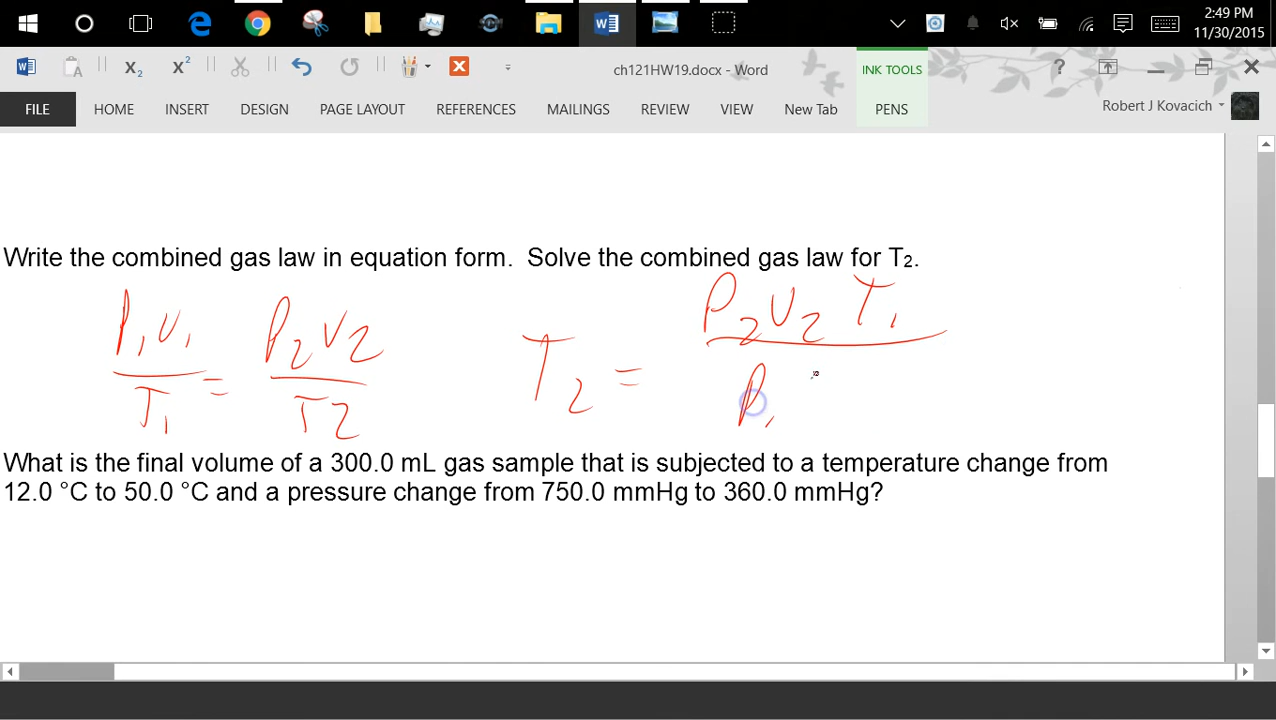 2:49 PM
11/30/2015
ch121HW19.docx - Word
INK TOOLS
FILE HOME INSERT DESIGN PAGE LAYOUT REFERENCES MAILINGS REVIEW VIEW New Tab PENS
Robert J Kovacich
Write the combined gas law in equation form. Solve the combined gas law for T₂.
P₁V₁ P₂V₂ P₂V₂T₁
= T₂ =
T₁ T2 P₁
What is the final volume of a 300.0 mL gas sample that is subjected to a temperature change from
12.0 °C to 50.0 °C and a pressure change from 750.0 mmHg to 360.0 mmHg?